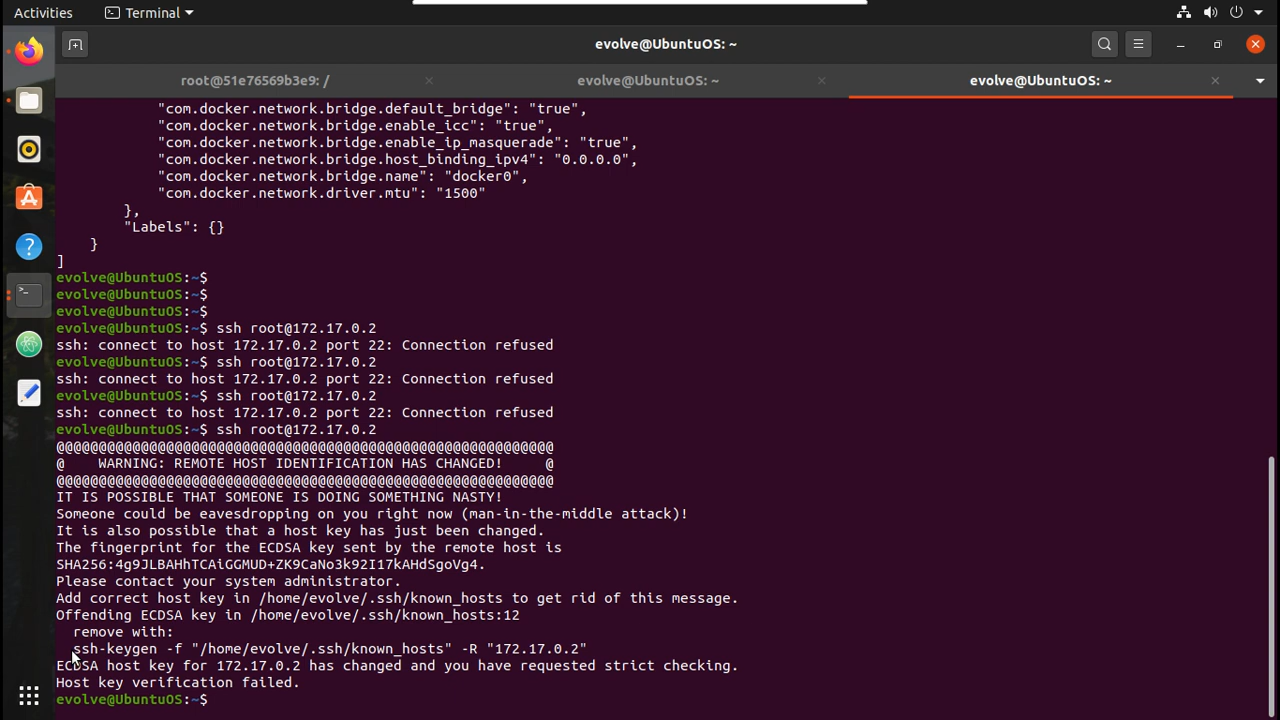 Activities
Terminal
evolve@UbuntuOS: ~
root@51e76569b3e9: /
evolve@UbuntuOS: ~
evolve@UbuntuOS: ~
"com.docker.network.bridge.default_bridge": "true",
"com.docker.network.bridge.enable_icc": "true",
"com.docker.network.bridge.enable_ip_masquerade": "true",
"com.docker.network.bridge.host_binding_ipv4": "0.0.0.0",
"com.docker.network.bridge.name": "docker0",
"com.docker.network.driver.mtu": "1500"
},
"Labels": {}
}
]
evolve@UbuntuOS:~$
evolve@UbuntuOS:~$
evolve@UbuntuOS:~$
evolve@UbuntuOS:~$ ssh root@172.17.0.2
ssh: connect to host 172.17.0.2 port 22: Connection refused
evolve@UbuntuOS:~$ ssh root@172.17.0.2
ssh: connect to host 172.17.0.2 port 22: Connection refused
evolve@UbuntuOS:~$ ssh root@172.17.0.2
ssh: connect to host 172.17.0.2 port 22: Connection refused
evolve@UbuntuOS:~$ ssh root@172.17.0.2
@@@@@@@@@@@@@@@@@@@@@@@@@@@@@@@@@@@@@@@@@@@@@@@@@@@@@@@@@@@
@    WARNING: REMOTE HOST IDENTIFICATION HAS CHANGED!     @
@@@@@@@@@@@@@@@@@@@@@@@@@@@@@@@@@@@@@@@@@@@@@@@@@@@@@@@@@@@
IT IS POSSIBLE THAT SOMEONE IS DOING SOMETHING NASTY!
Someone could be eavesdropping on you right now (man-in-the-middle attack)!
It is also possible that a host key has just been changed.
The fingerprint for the ECDSA key sent by the remote host is
SHA256:4g9JLBAHhTCAiGGMUD+ZK9CaNo3k92I17kAHdSgoVg4.
Please contact your system administrator.
Add correct host key in /home/evolve/.ssh/known_hosts to get rid of this message.
Offending ECDSA key in /home/evolve/.ssh/known_hosts:12
remove with:
ssh-keygen -f "/home/evolve/.ssh/known_hosts" -R "172.17.0.2"
ECDSA host key for 172.17.0.2 has changed and you have requested strict checking.
Host key verification failed.
evolve@UbuntuOS:~$